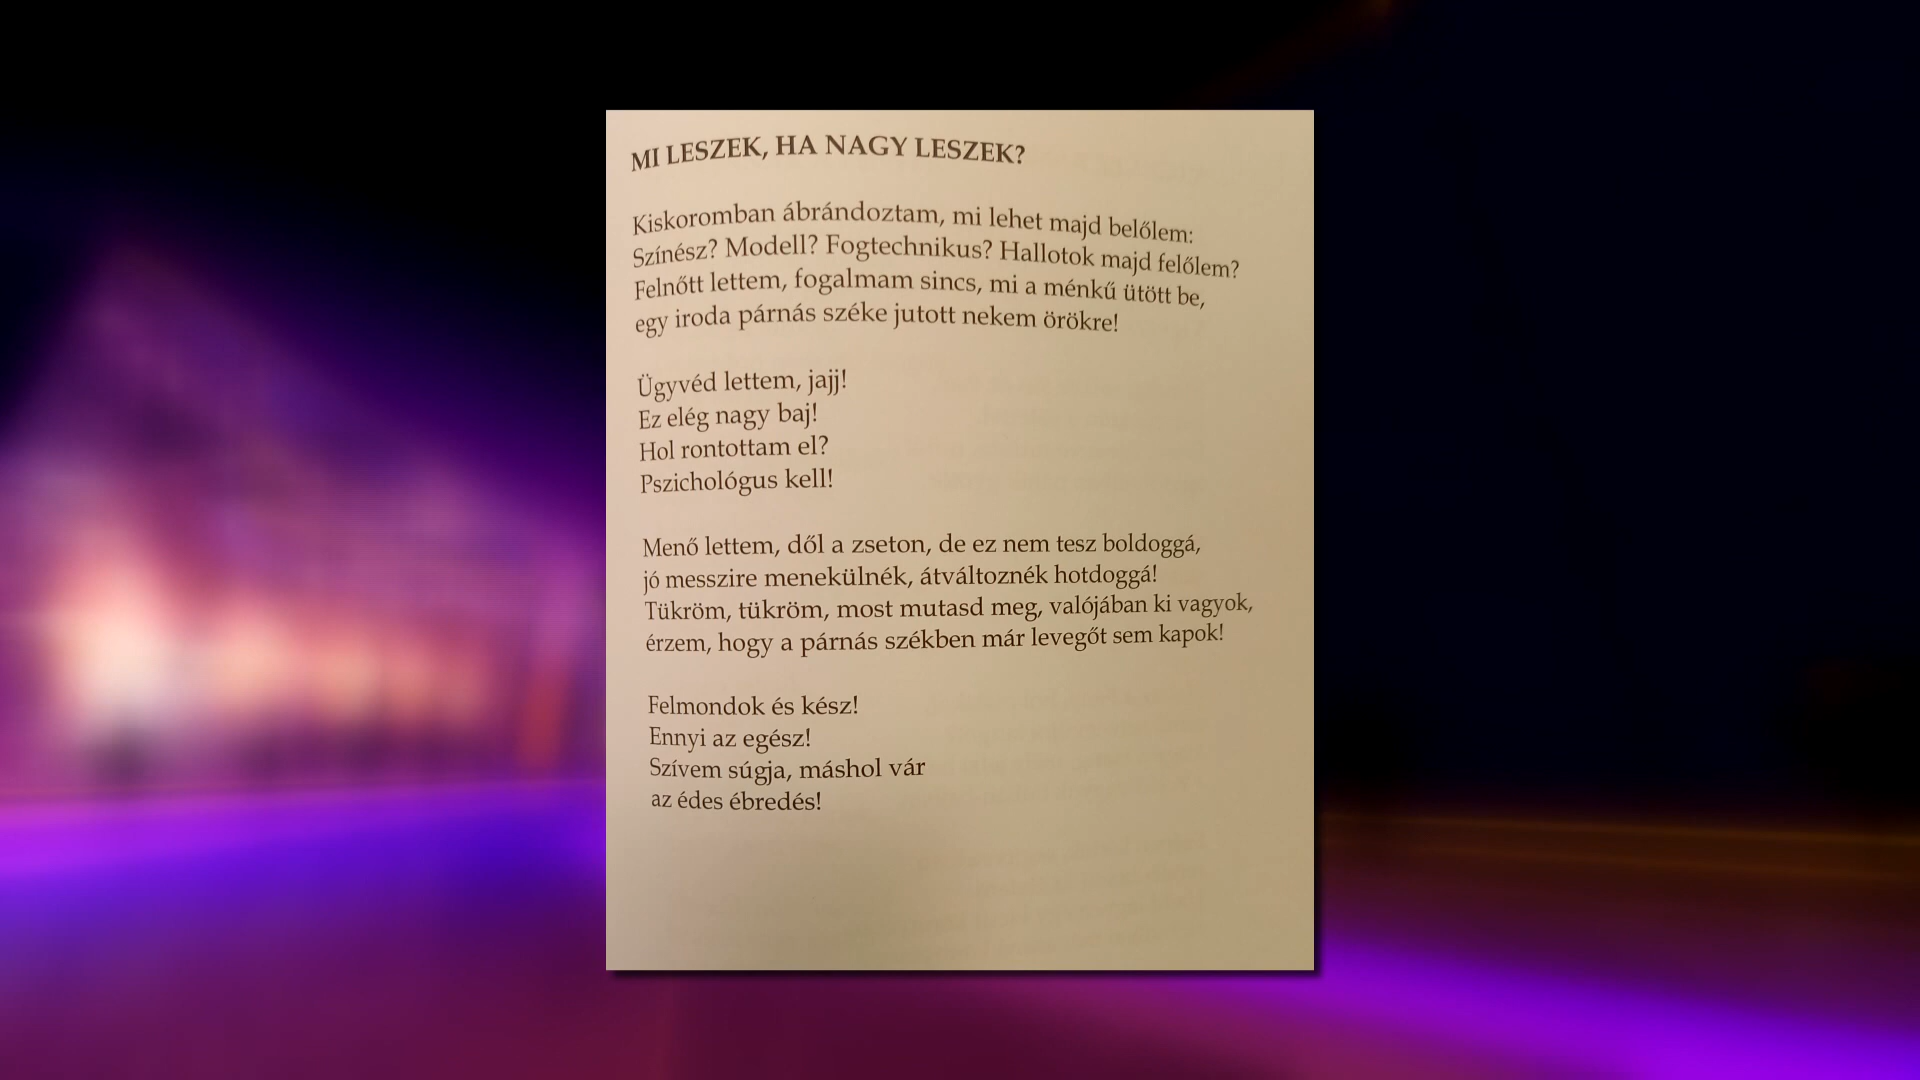 MI LESZEK, HA NAGY LESZEK?
Kiskoromban ábrándoztam, mi lehet majd belőlem:
Színész? Modell? Fogtechnikus? Hallotok majd felőlem?
Felnőtt lettem, fogalmam sincs, mi a ménkű ütött be,
egy iroda párnás széke jutott nekem örökre!
Ügyvéd lettem, jajj!
Ez elég nagy baj!
Hol rontottam el?
Pszichológus kell!
Menő lettem, dől a zseton, de ez nem tesz boldoggá,
jó messzire menekülnék, átváltoznék hotdoggá!
Tükröm, tükröm, most mutasd meg, valójában ki vagyok,
érzem, hogy a párnás székben már levegőt sem kapok!
Felmondok és kész!
Ennyi az egész!
Szívem súgja, máshol vár
az édes ébredés!